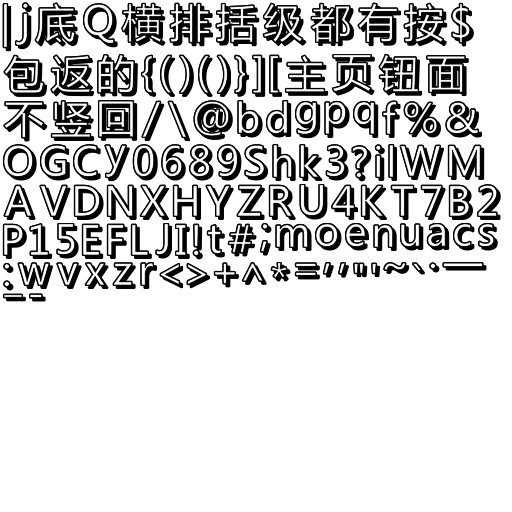 |j底Q横排括级都有按$
包返的{()()}][主页钮面
不竖回/\@bdgpqf%&
OGCy0689Shk3?ilWM
AVDNXHYZRU4KT7B2
P15EFLJI!t#;moenuacs
:wvxzr<>+^*=′′"'~`·—
_-